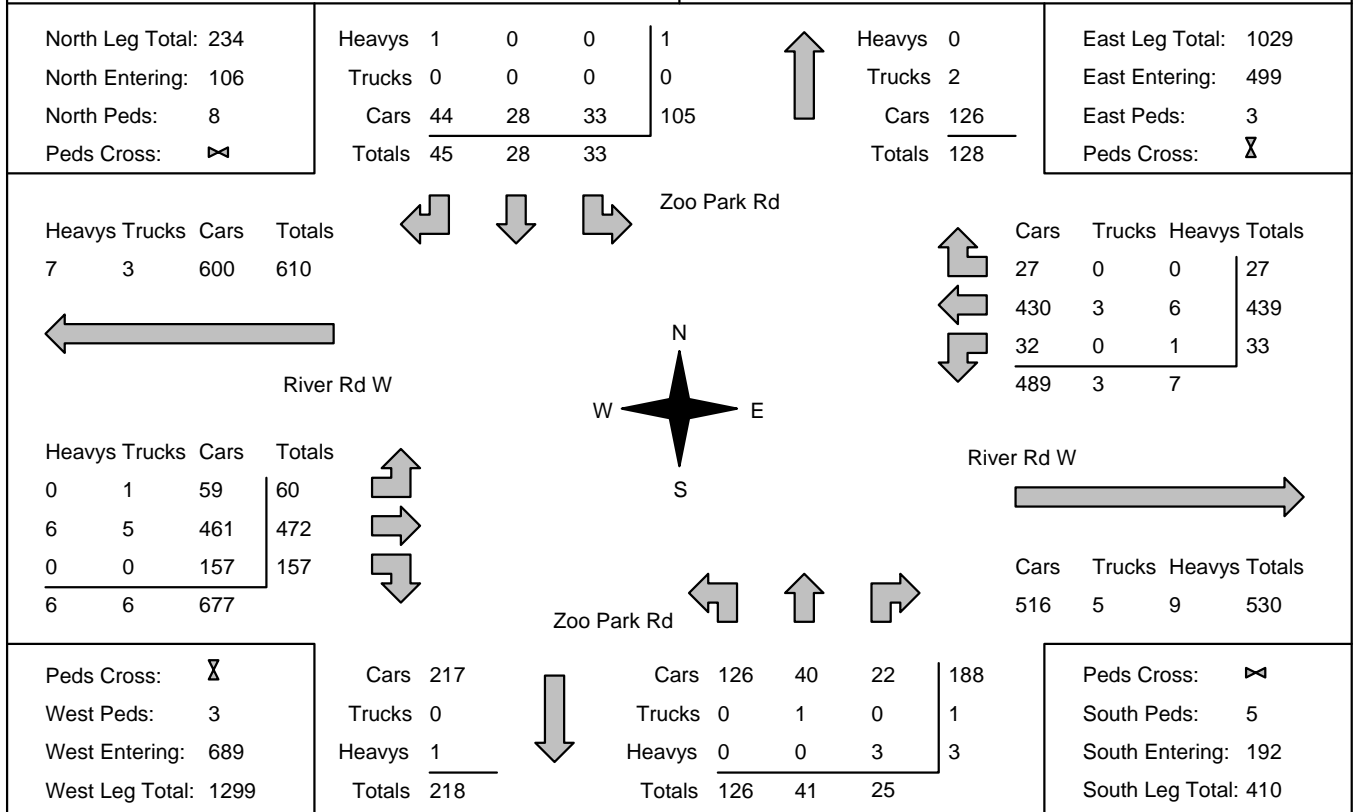 North Leg Total: 234
North Entering: 106
North Peds: 8
Peds Cross:
Heavys 1 0 0 1
Trucks 0 0 0 0
Cars 44 28 33 105
Totals 45 28 33
Heavys 0
Trucks 2
Cars 126
Totals 128
East Leg Total: 1029
East Entering: 499
East Peds: 3
Peds Cross:
Zoo Park Rd
Heavys Trucks Cars Totals
7 3 600 610
River Rd W
Cars Trucks Heavys Totals
27 0 0 27
430 3 6 439
32 0 1 33
489 3 7
N
W E
S
Heavys Trucks Cars Totals
0 1 59 60
6 5 461 472
0 0 157 157
6 6 677
River Rd W
Cars Trucks Heavys Totals
516 5 9 530
Zoo Park Rd
Peds Cross:
West Peds: 3
West Entering: 689
West Leg Total: 1299
Cars 217
Trucks 0
Heavys 1
Totals 218
Cars 126 40 22 188
Trucks 0 1 0 1
Heavys 0 0 3 3
Totals 126 41 25
Peds Cross:
South Peds: 5
South Entering: 192
South Leg Total: 410